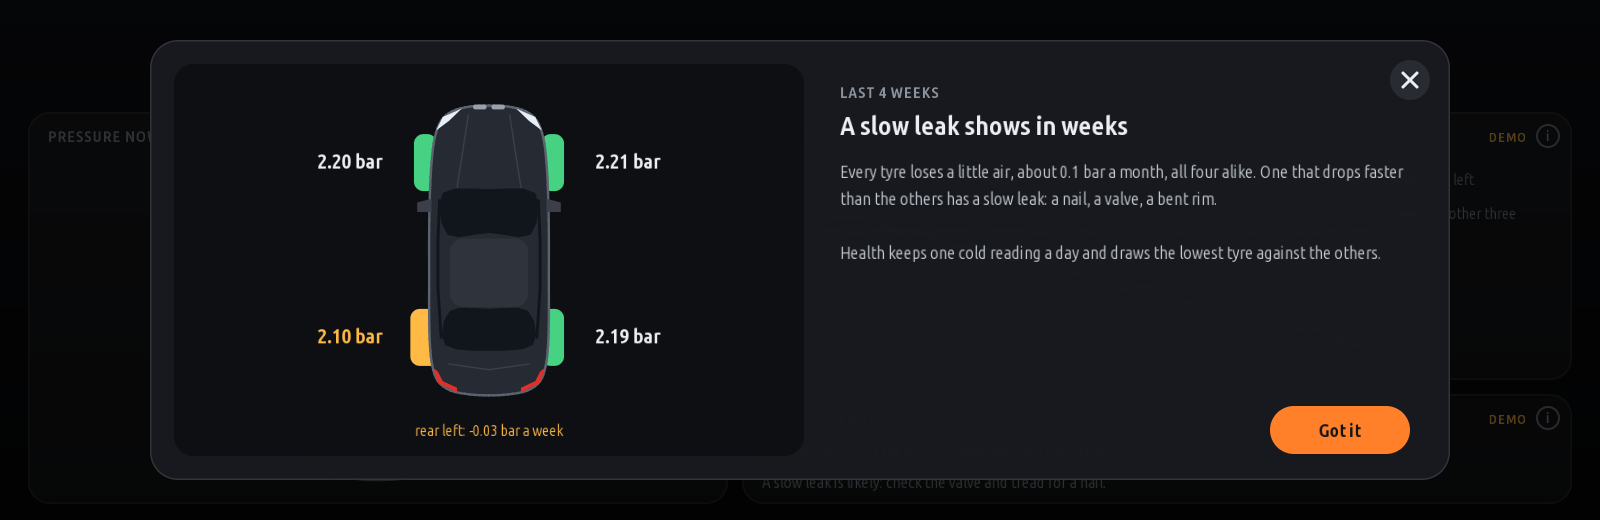 PRESSURE NOW
DEMO
left
other three
2.20 bar
2.21 bar
2.10 bar
2.19 bar
rear left: -0.03 bar a week
LAST 4 WEEKS
A slow leak shows in weeks
Every tyre loses a little air, about 0.1 bar a month, all four alike. One that drops faster
than the others has a slow leak: a nail, a valve, a bent rim.
Health keeps one cold reading a day and draws the lowest tyre against the others.
Got it
DEMO
A slow leak is likely: check the valve and tread for a nail.